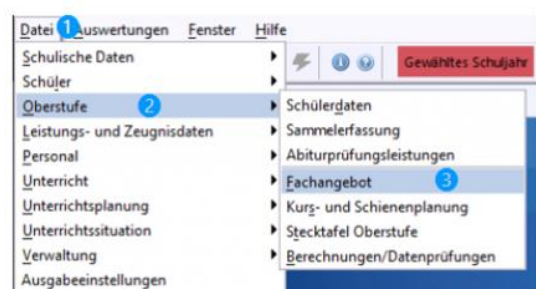 Datei 1 Auswertungen Fenster Hilfe
Schulische Daten
Gewähltes Schuljahr
Schüler
Oberstufe 2
Schülerdaten
Leistungs- und Zeugnisdaten
Sammelerfassung
Personal
Abiturprüfungsleistungen
Unterricht
Fachangebot 3
Unterrichtsplanung
Kurs- und Schienenplanung
Unterrichtssituation
Stecktafel Oberstufe
Verwaltung
Berechnungen/Datenprüfungen
Ausgabeeinstellungen